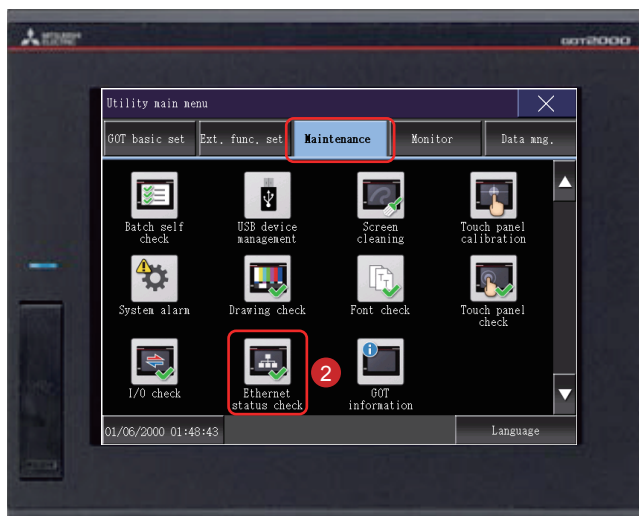 MITSUBISHI
ELECTRIC
GOT2000
Utility main menu
GOT basic set Ext. func. set Maintenance Monitor Data mng.
Batch self
check
USB device
management
Screen
cleaning
Touch panel
calibration
System alarm
Drawing check
Font check
Touch panel
check
I/O check
Ethernet
status check
2
GOT
information
01/06/2000 01:48:43
Language